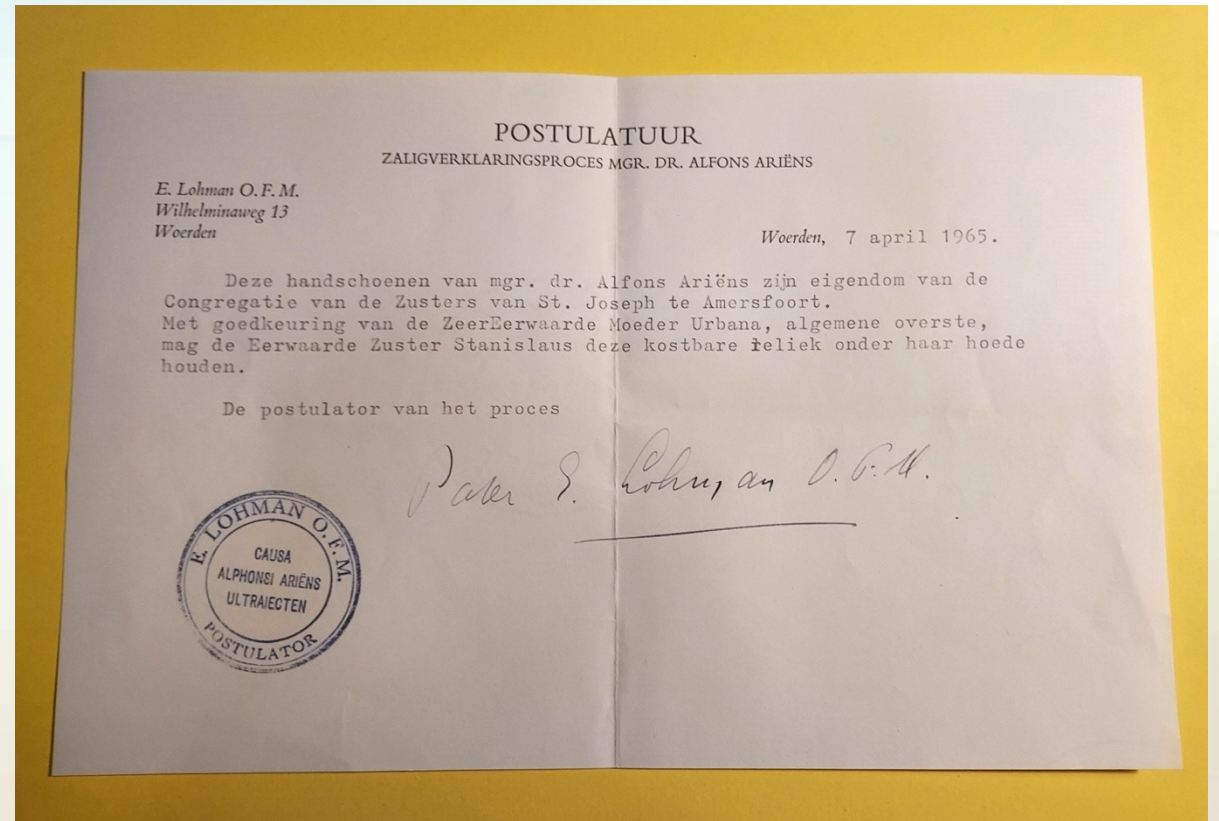 POSTULATUUR
ZALIGVERKLARINGSPROCES MGR. DR. ALFONS ARIËNS
E. Lohman O.F.M.
Wilhelminaweg 13
Woerden
Woerden, 7 april 1965.
Deze handschoenen van mgr. dr. Alfons Ariëns zijn eigendom van de
Congregatie van de Zusters van St. Joseph te Amersfoort.
Met goedkeuring van de ZeerEerwaarde Moeder Urbana, algemene overste,
mag de Eerwaarde Zuster Stanislaus deze kostbare reliek onder haar hoede
houden.
De postulator van het proces
Pater E. Lohman O.F.M.
E. LOHMAN O.F.M.
CAUSA
ALPHONSI ARIËNS
ULTRAIECTEN
POSTULATOR